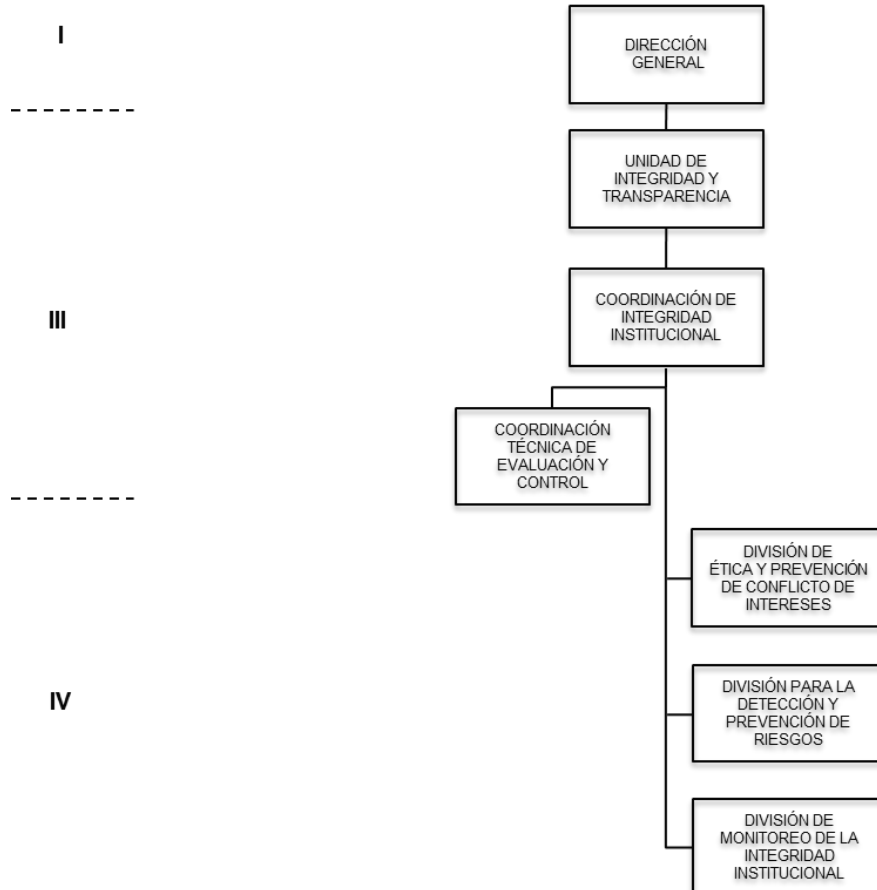 I
DIRECCIÓN
GENERAL
UNIDAD DE
INTEGRIDAD Y
TRANSPARENCIA
III
COORDINACIÓN DE
INTEGRIDAD
INSTITUCIONAL
COORDINACIÓN
TÉCNICA DE
EVALUACIÓN Y
CONTROL
IV
DIVISIÓN DE
ÉTICA Y PREVENCIÓN
DE CONFLICTO DE
INTERESES
DIVISIÓN PARA LA
DETECCIÓN Y
PREVENCIÓN DE
RIESGOS
DIVISIÓN DE
MONITOREO DE LA
INTEGRIDAD
INSTITUCIONAL